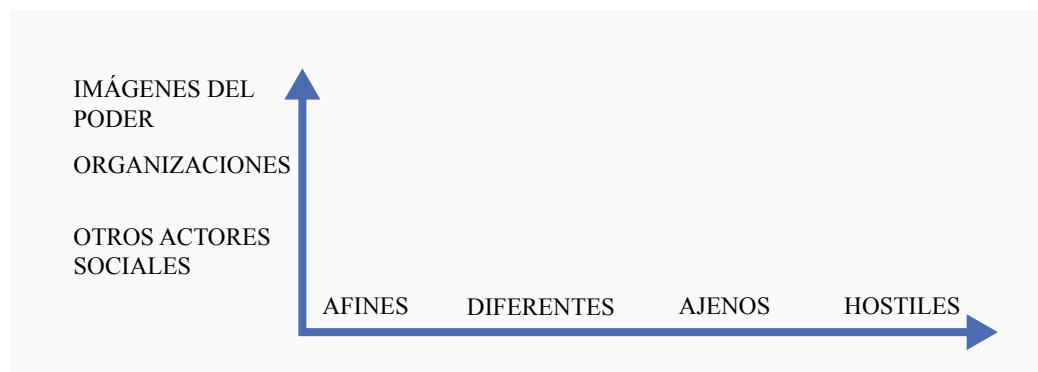 IMÁGENES DEL
PODER
ORGANIZACIONES
OTROS ACTORES
SOCIALES
AFINES DIFERENTES AJENOS HOSTILES